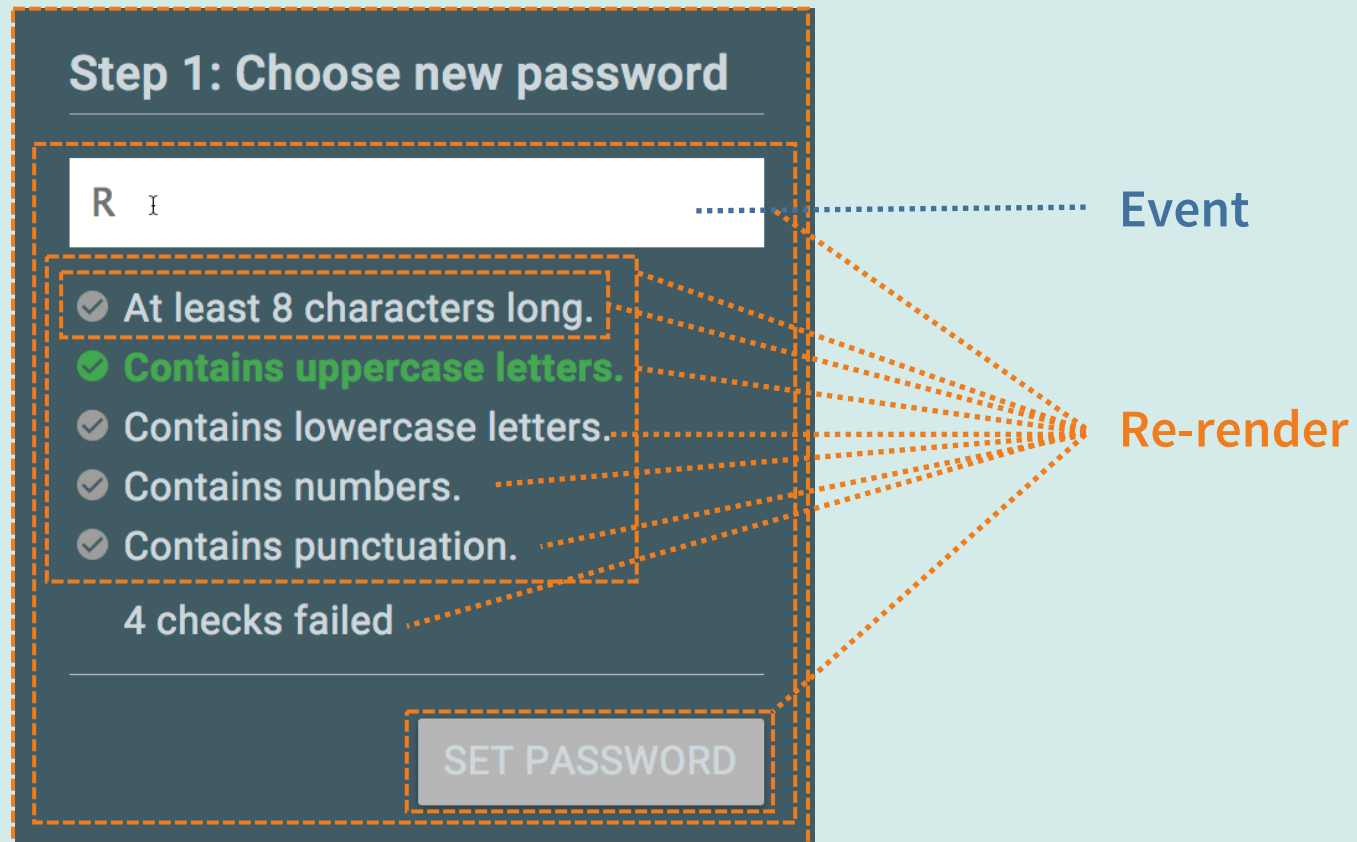 Step 1: Choose new password
R
Event
At least 8 characters long.
Contains uppercase letters.
Contains lowercase letters.
Re-render
Contains numbers.
Contains punctuation.
4 checks failed
SET PASSWORD